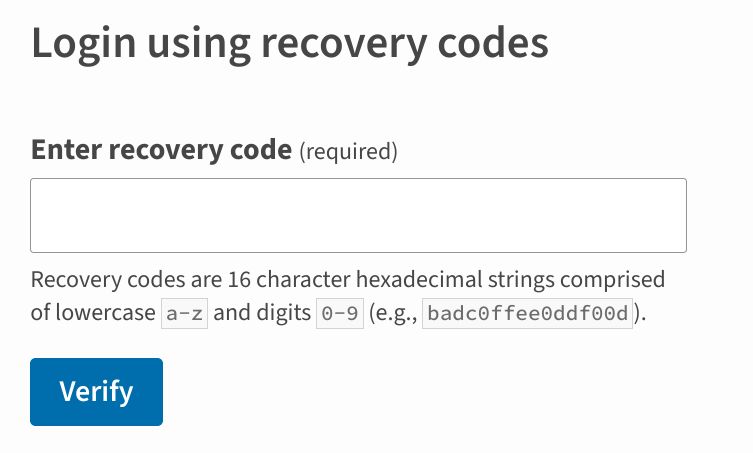 Login using recovery codes
Enter recovery code (required)
Recovery codes are 16 character hexadecimal strings comprised
of lowercase a-z and digits 0-9 (e.g., badc0ffee0ddf00d).
Verify